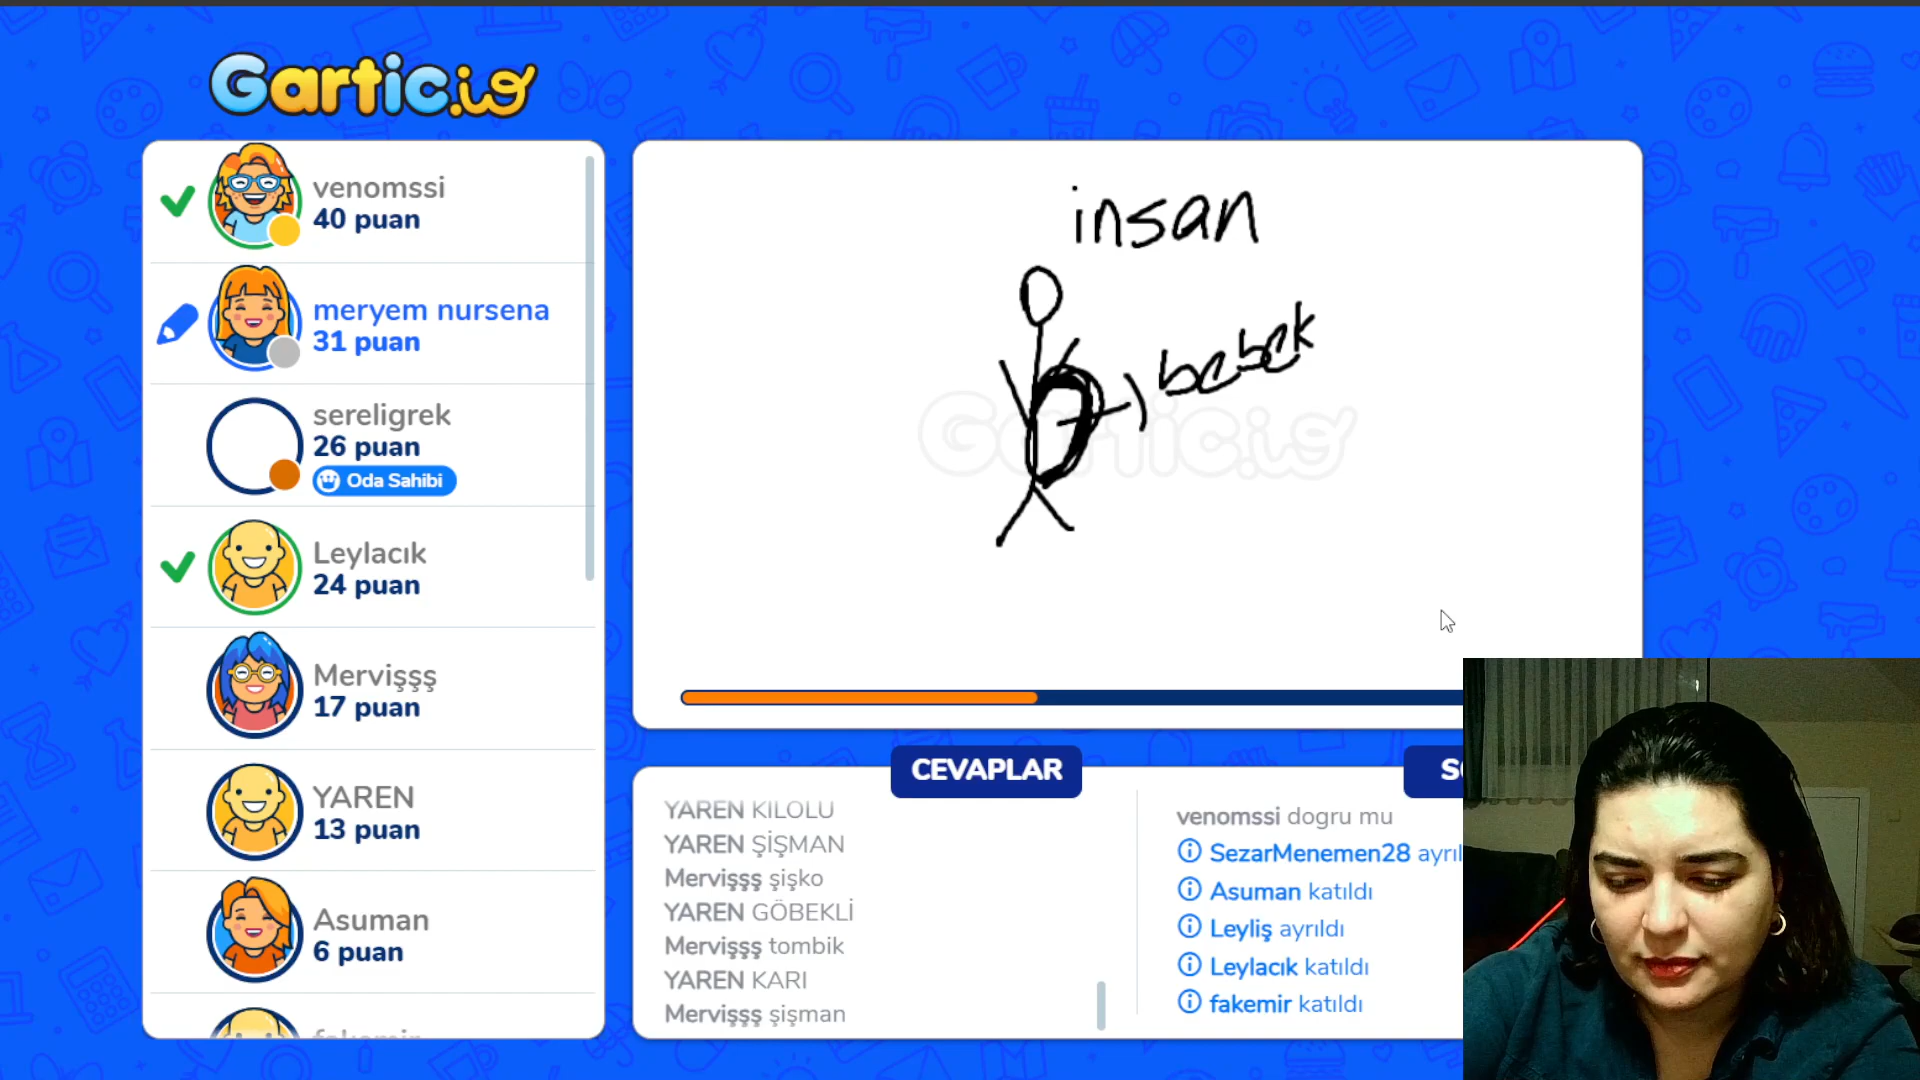 Gartic.io
venomssi
40 puan
meryem nursena
31 puan
sereligrek
26 puan
Oda Sahibi
Leylacık
24 puan
Mervişşş
17 puan
YAREN
13 puan
Asuman
6 puan
fakemir
insan
bebek
Gartic.io
CEVAPLAR
YAREN KILOLU
YAREN ŞİŞMAN
Mervişşş şişko
YAREN GÖBEKLİ
Mervişşş tombik
YAREN KARI
Mervişşş şişman
venomssi dogru mu
SezarMenemen28 ayrıl
Asuman katıldı
Leyliş ayrıldı
Leylacık katıldı
fakemir katıldı